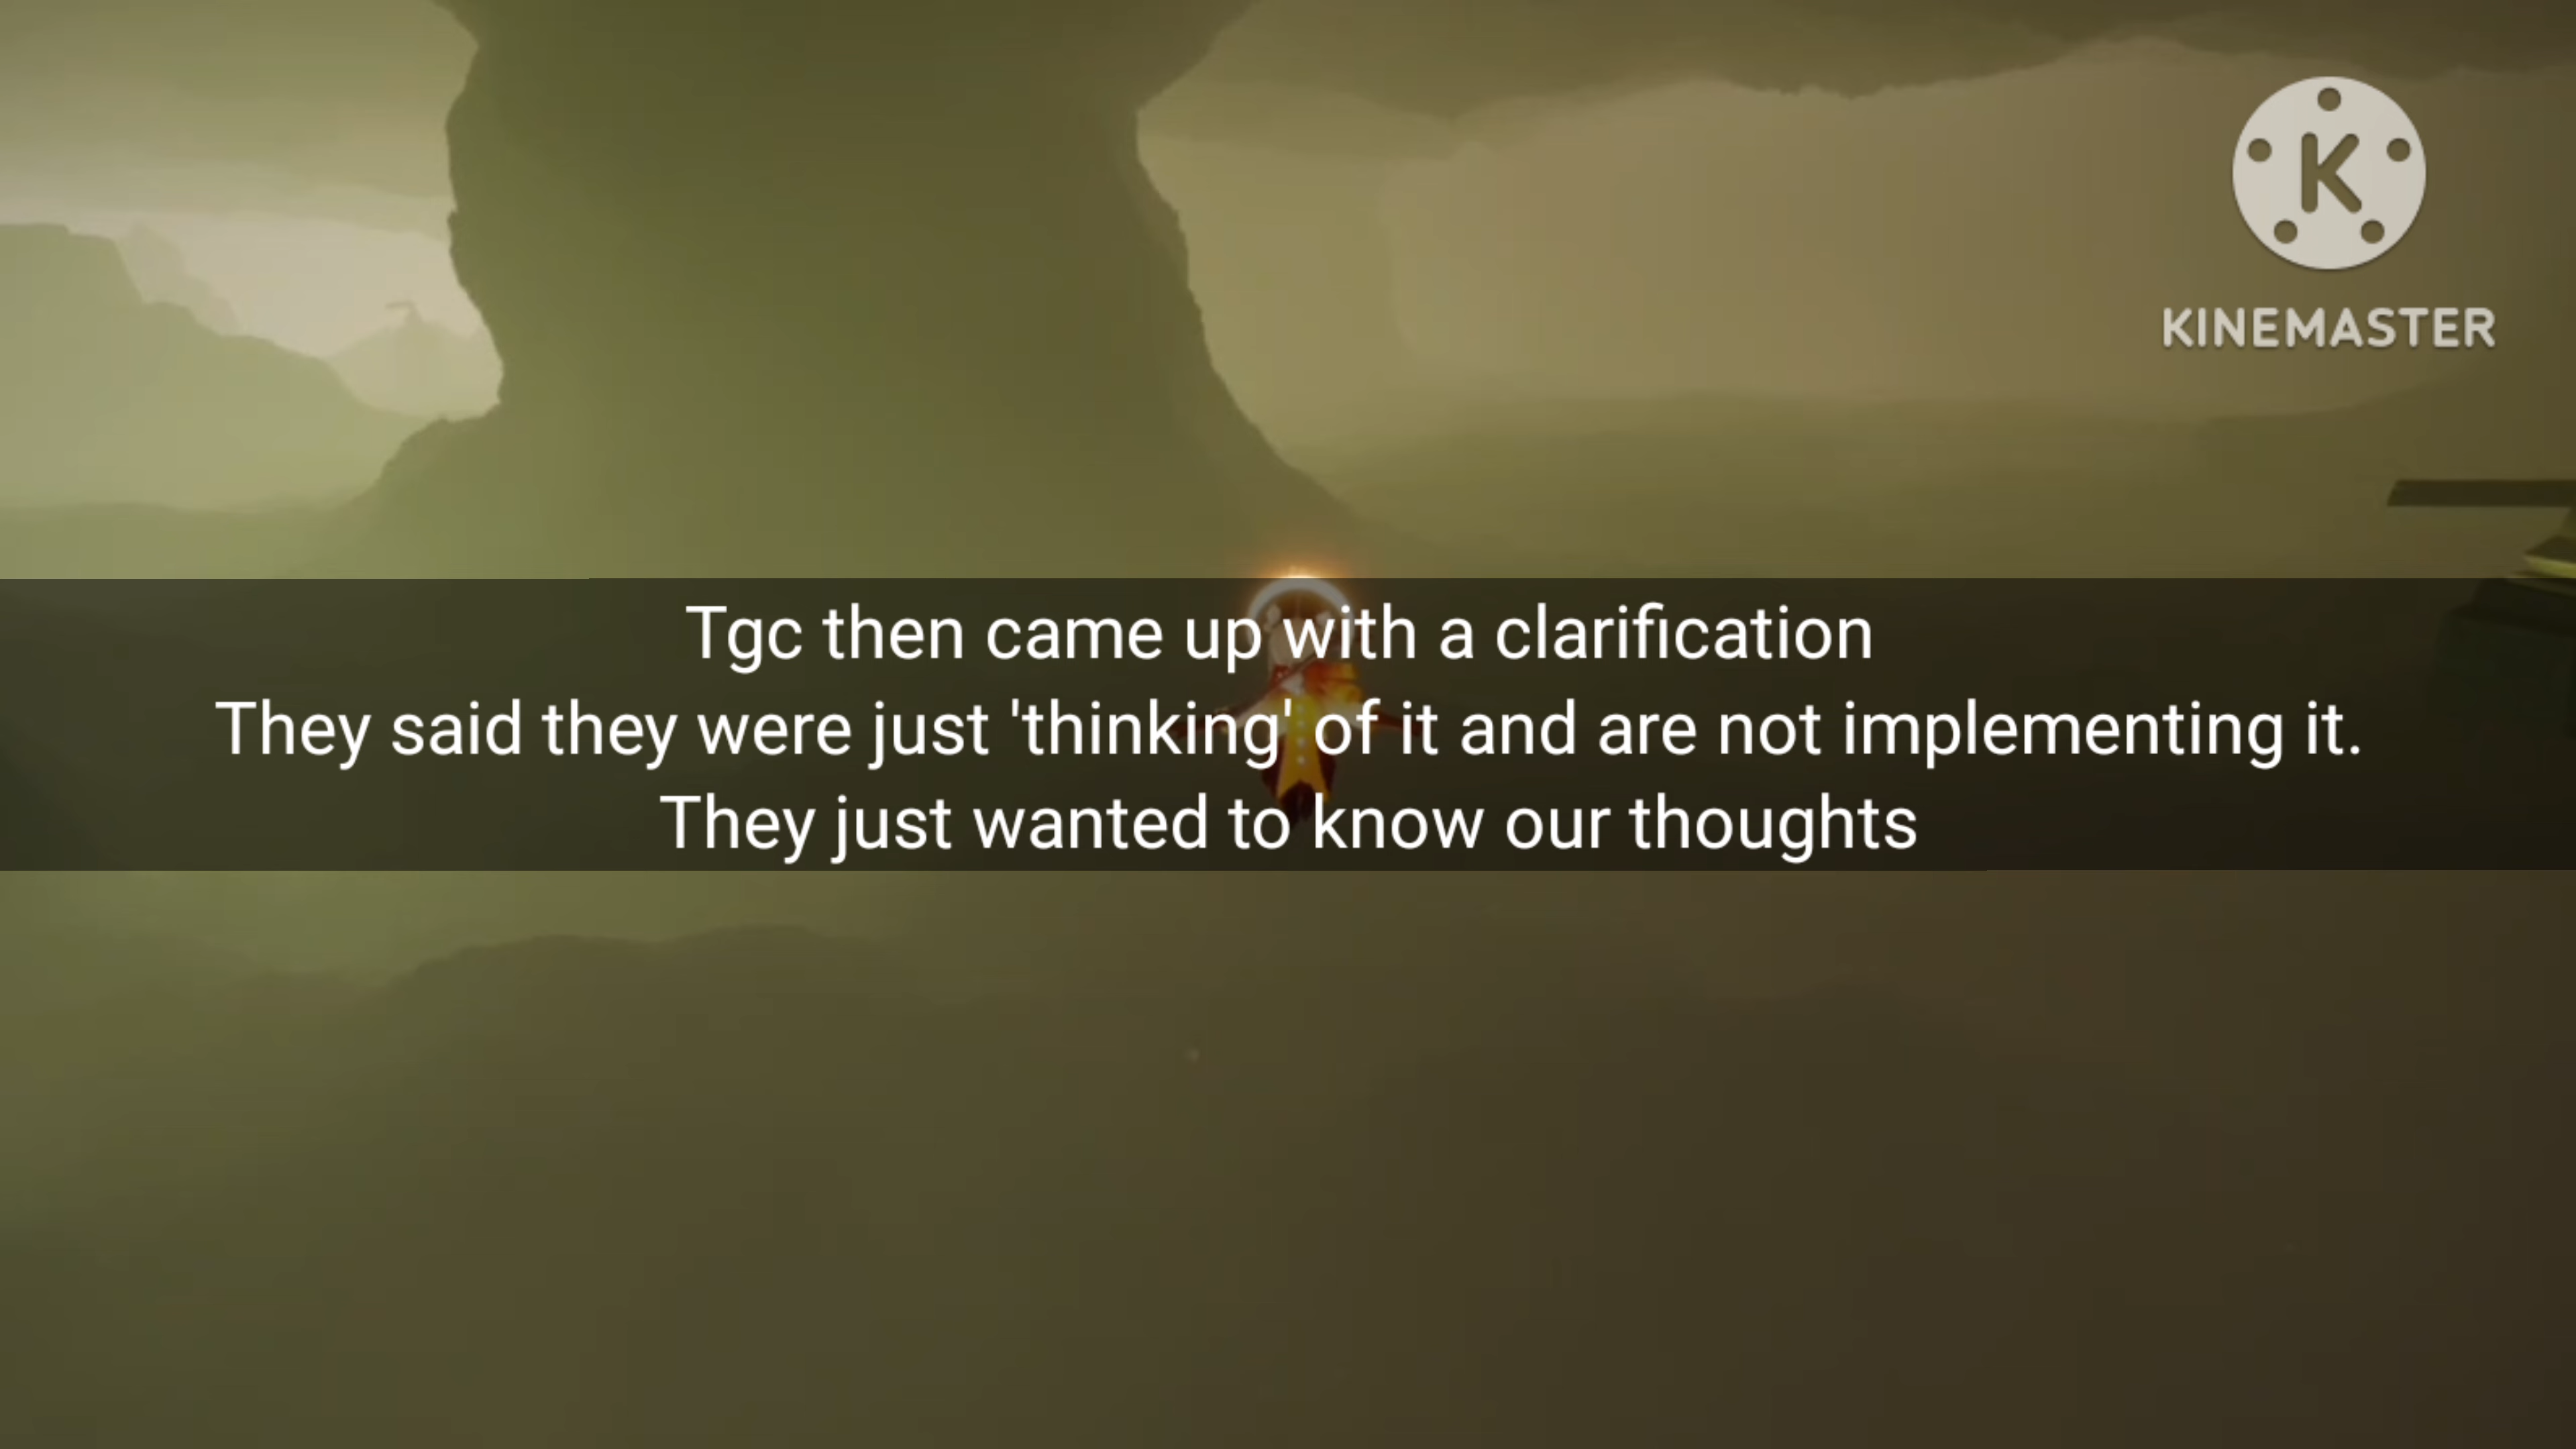 K
KINEMASTER
Tgc then came up with a clarification
They said they were just 'thinking' of it and are not implementing it.
They just wanted to know our thoughts